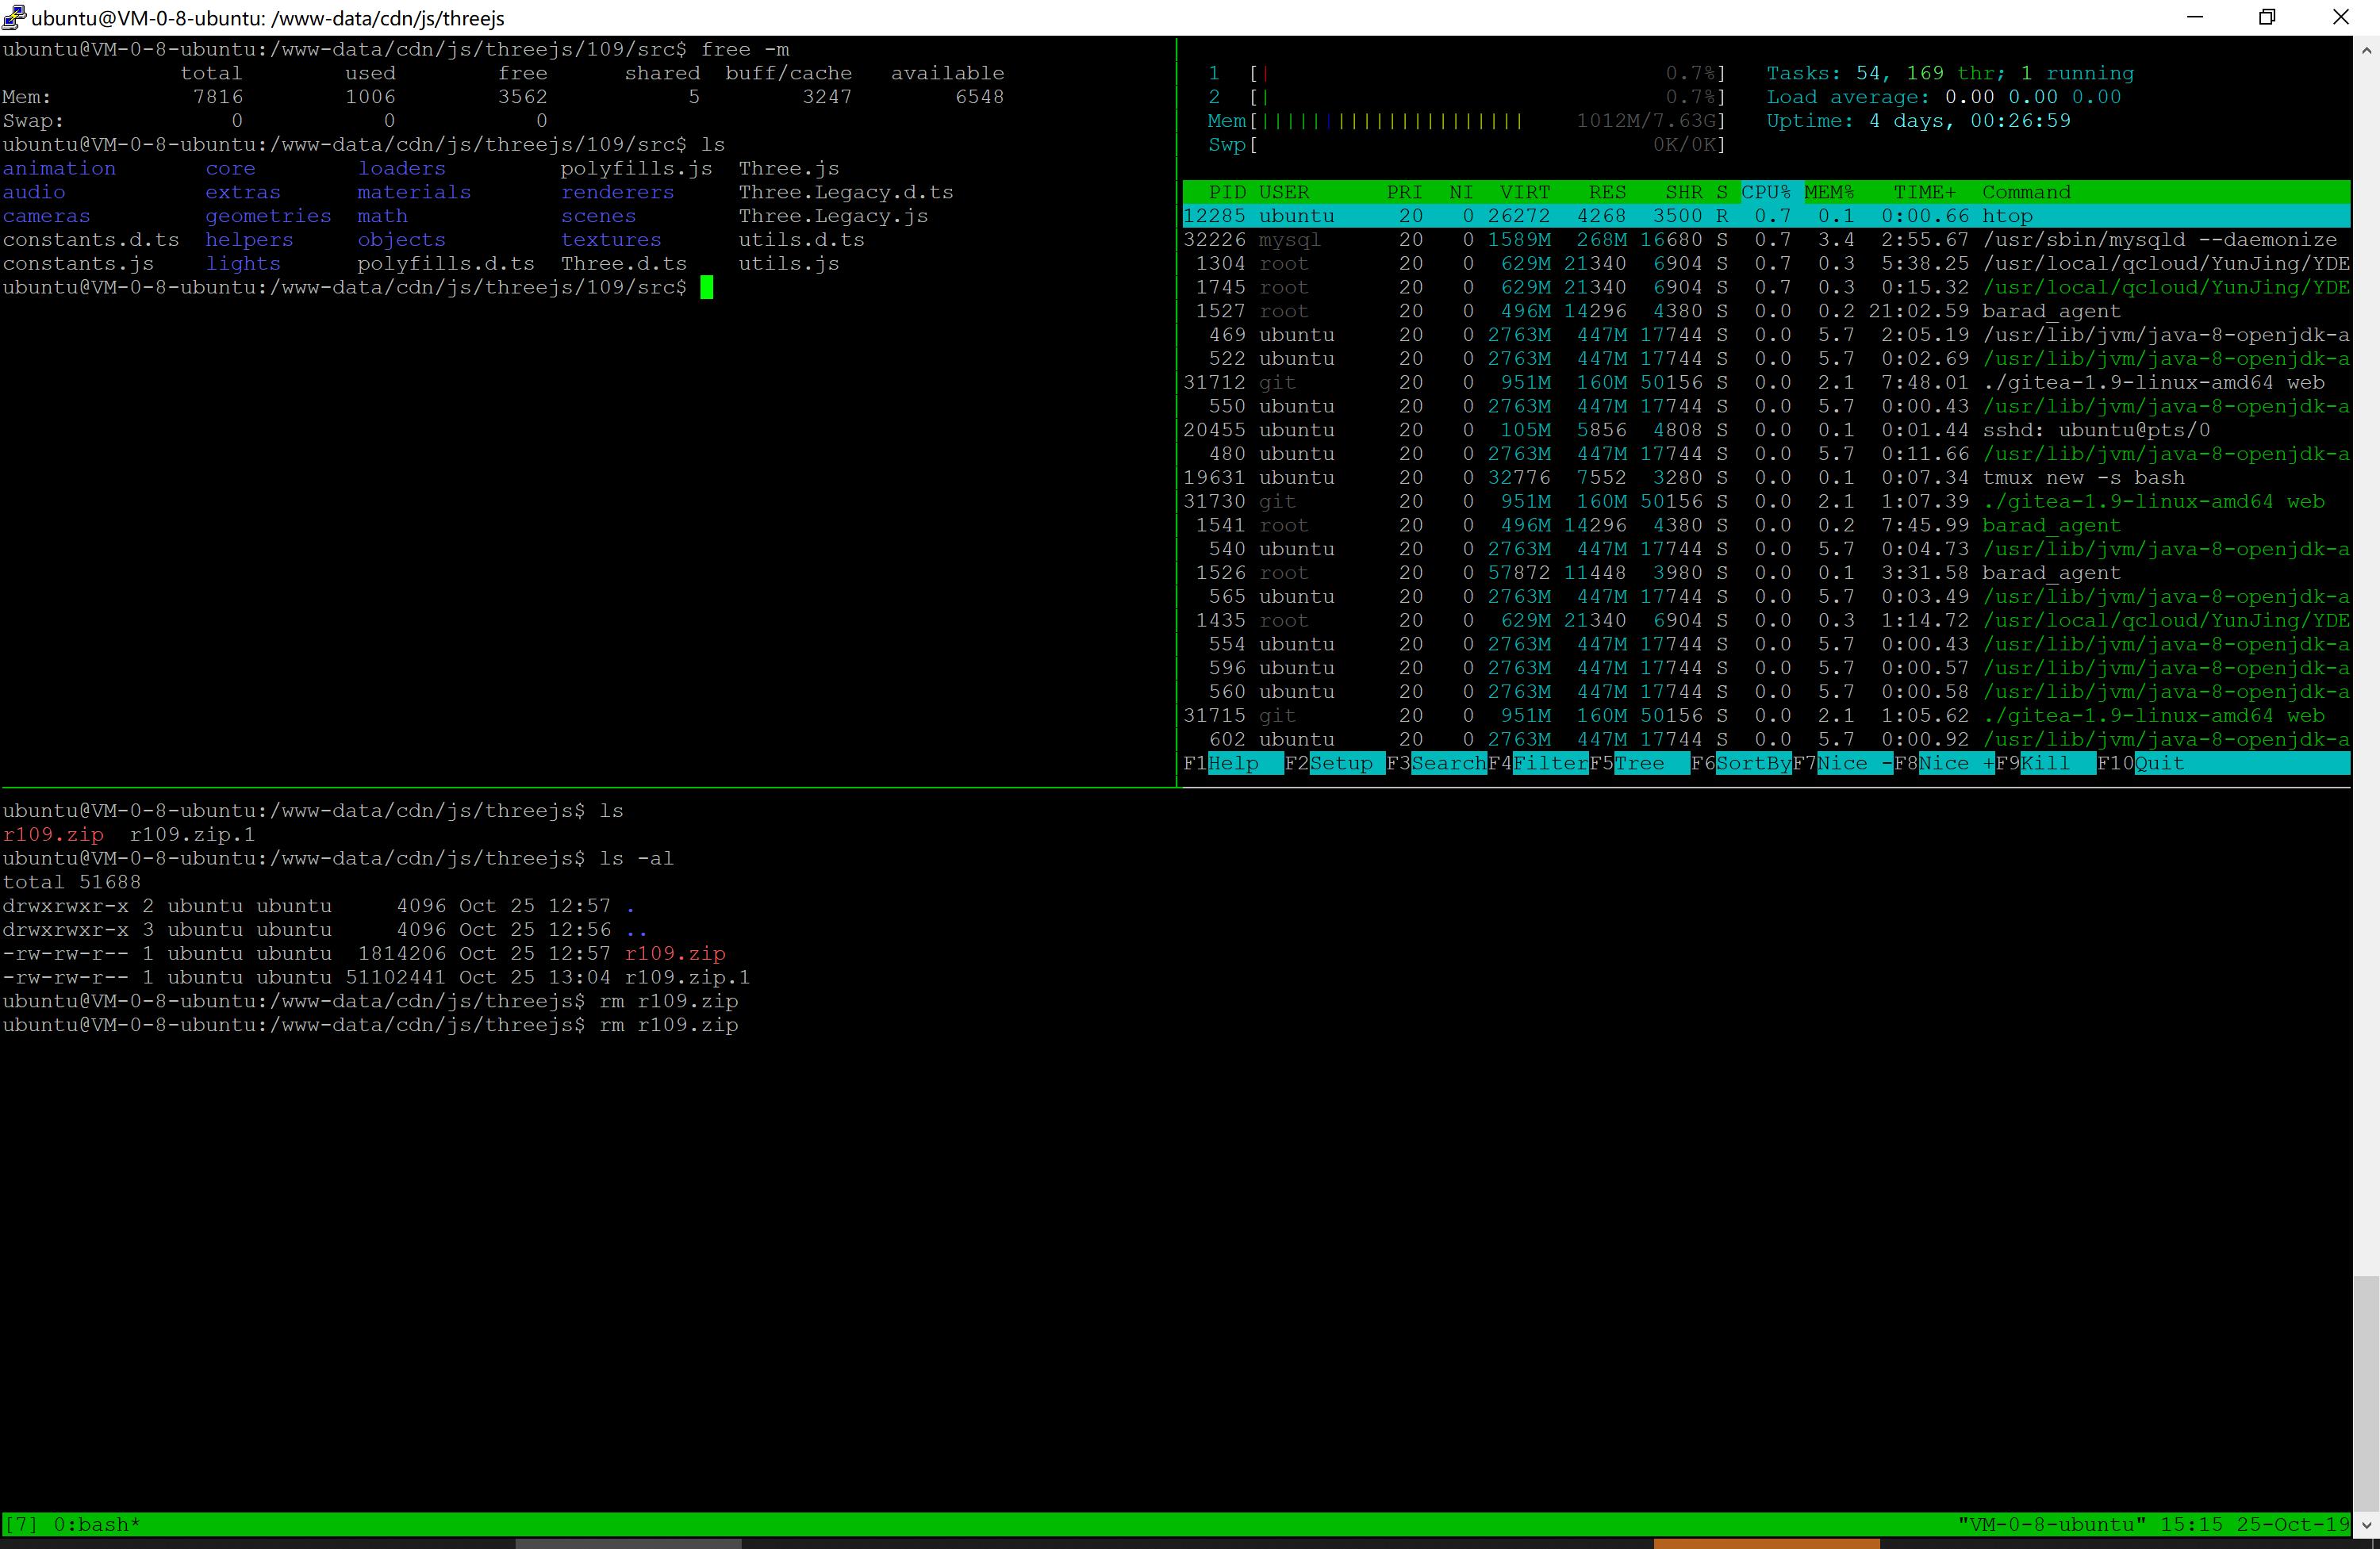 ubuntu@VM-0-8-ubuntu: /www-data/cdn/js/threejs
ubuntu@VM-0-8-ubuntu:/www-data/cdn/js/threejs/109/src$ free -m
              total        used        free      shared  buff/cache   available
Mem:           7816        1006        3562           5        3247        6548
Swap:             0           0           0
ubuntu@VM-0-8-ubuntu:/www-data/cdn/js/threejs/109/src$ ls
animation       core        loaders         polyfills.js  Three.js
audio           extras      materials       renderers     Three.Legacy.d.ts
cameras         geometries  math            scenes        Three.Legacy.js
constants.d.ts  helpers     objects         textures      utils.d.ts
constants.js    lights      polyfills.d.ts  Three.d.ts    utils.js
ubuntu@VM-0-8-ubuntu:/www-data/cdn/js/threejs/109/src$
1 [| 0.7%] Tasks: 54, 169 thr; 1 running
2 [| 0.7%] Load average: 0.00 0.00 0.00
Mem[||||||||||||||||||||| 1012M/7.63G] Uptime: 4 days, 00:26:59
Swp[ 0K/0K]
PID USER PRI NI VIRT RES SHR S CPU% MEM% TIME+ Command
12285 ubuntu 20 0 26272 4268 3500 R 0.7 0.1 0:00.66 htop
32226 mysql 20 0 1589M 268M 16680 S 0.7 3.4 2:55.67 /usr/sbin/mysqld --daemonize
1304 root 20 0 629M 21340 6904 S 0.7 0.3 5:38.25 /usr/local/qcloud/YunJing/YDE
1745 root 20 0 629M 21340 6904 S 0.7 0.3 0:15.32 /usr/local/qcloud/YunJing/YDE
1527 root 20 0 496M 14296 4380 S 0.0 0.2 21:02.59 barad_agent
469 ubuntu 20 0 2763M 447M 17744 S 0.0 5.7 2:05.19 /usr/lib/jvm/java-8-openjdk-a
522 ubuntu 20 0 2763M 447M 17744 S 0.0 5.7 0:02.69 /usr/lib/jvm/java-8-openjdk-a
31712 git 20 0 951M 160M 50156 S 0.0 2.1 7:48.01 ./gitea-1.9-linux-amd64 web
550 ubuntu 20 0 2763M 447M 17744 S 0.0 5.7 0:00.43 /usr/lib/jvm/java-8-openjdk-a
20455 ubuntu 20 0 105M 5856 4808 S 0.0 0.1 0:01.44 sshd: ubuntu@pts/0
480 ubuntu 20 0 2763M 447M 17744 S 0.0 5.7 0:11.66 /usr/lib/jvm/java-8-openjdk-a
19631 ubuntu 20 0 32776 7552 3280 S 0.0 0.1 0:07.34 tmux new -s bash
31730 git 20 0 951M 160M 50156 S 0.0 2.1 1:07.39 ./gitea-1.9-linux-amd64 web
1541 root 20 0 496M 14296 4380 S 0.0 0.2 7:45.99 barad_agent
540 ubuntu 20 0 2763M 447M 17744 S 0.0 5.7 0:04.73 /usr/lib/jvm/java-8-openjdk-a
1526 root 20 0 57872 11448 3980 S 0.0 0.1 3:31.58 barad_agent
565 ubuntu 20 0 2763M 447M 17744 S 0.0 5.7 0:03.49 /usr/lib/jvm/java-8-openjdk-a
1435 root 20 0 629M 21340 6904 S 0.0 0.3 1:14.72 /usr/local/qcloud/YunJing/YDE
554 ubuntu 20 0 2763M 447M 17744 S 0.0 5.7 0:00.43 /usr/lib/jvm/java-8-openjdk-a
596 ubuntu 20 0 2763M 447M 17744 S 0.0 5.7 0:00.57 /usr/lib/jvm/java-8-openjdk-a
560 ubuntu 20 0 2763M 447M 17744 S 0.0 5.7 0:00.58 /usr/lib/jvm/java-8-openjdk-a
31715 git 20 0 951M 160M 50156 S 0.0 2.1 1:05.62 ./gitea-1.9-linux-amd64 web
602 ubuntu 20 0 2763M 447M 17744 S 0.0 5.7 0:00.92 /usr/lib/jvm/java-8-openjdk-a
F1Help F2Setup F3SearchF4FilterF5Tree F6SortByF7Nice -F8Nice +F9Kill F10Quit
ubuntu@VM-0-8-ubuntu:/www-data/cdn/js/threejs$ ls
r109.zip  r109.zip.1
ubuntu@VM-0-8-ubuntu:/www-data/cdn/js/threejs$ ls -al
total 51688
drwxrwxr-x 2 ubuntu ubuntu     4096 Oct 25 12:57 .
drwxrwxr-x 3 ubuntu ubuntu     4096 Oct 25 12:56 ..
-rw-rw-r-- 1 ubuntu ubuntu  1814206 Oct 25 12:57 r109.zip
-rw-rw-r-- 1 ubuntu ubuntu 51102441 Oct 25 13:04 r109.zip.1
ubuntu@VM-0-8-ubuntu:/www-data/cdn/js/threejs$ rm r109.zip
ubuntu@VM-0-8-ubuntu:/www-data/cdn/js/threejs$ rm r109.zip
[7] 0:bash* "VM-0-8-ubuntu" 15:15 25-Oct-19